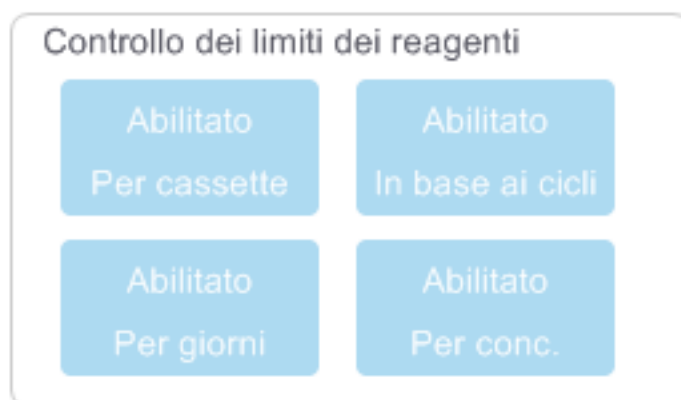 Controllo dei limiti dei reagenti
Abilitato
Per cassette
Abilitato
In base ai cicli
Abilitato
Per giorni
Abilitato
Per conc.